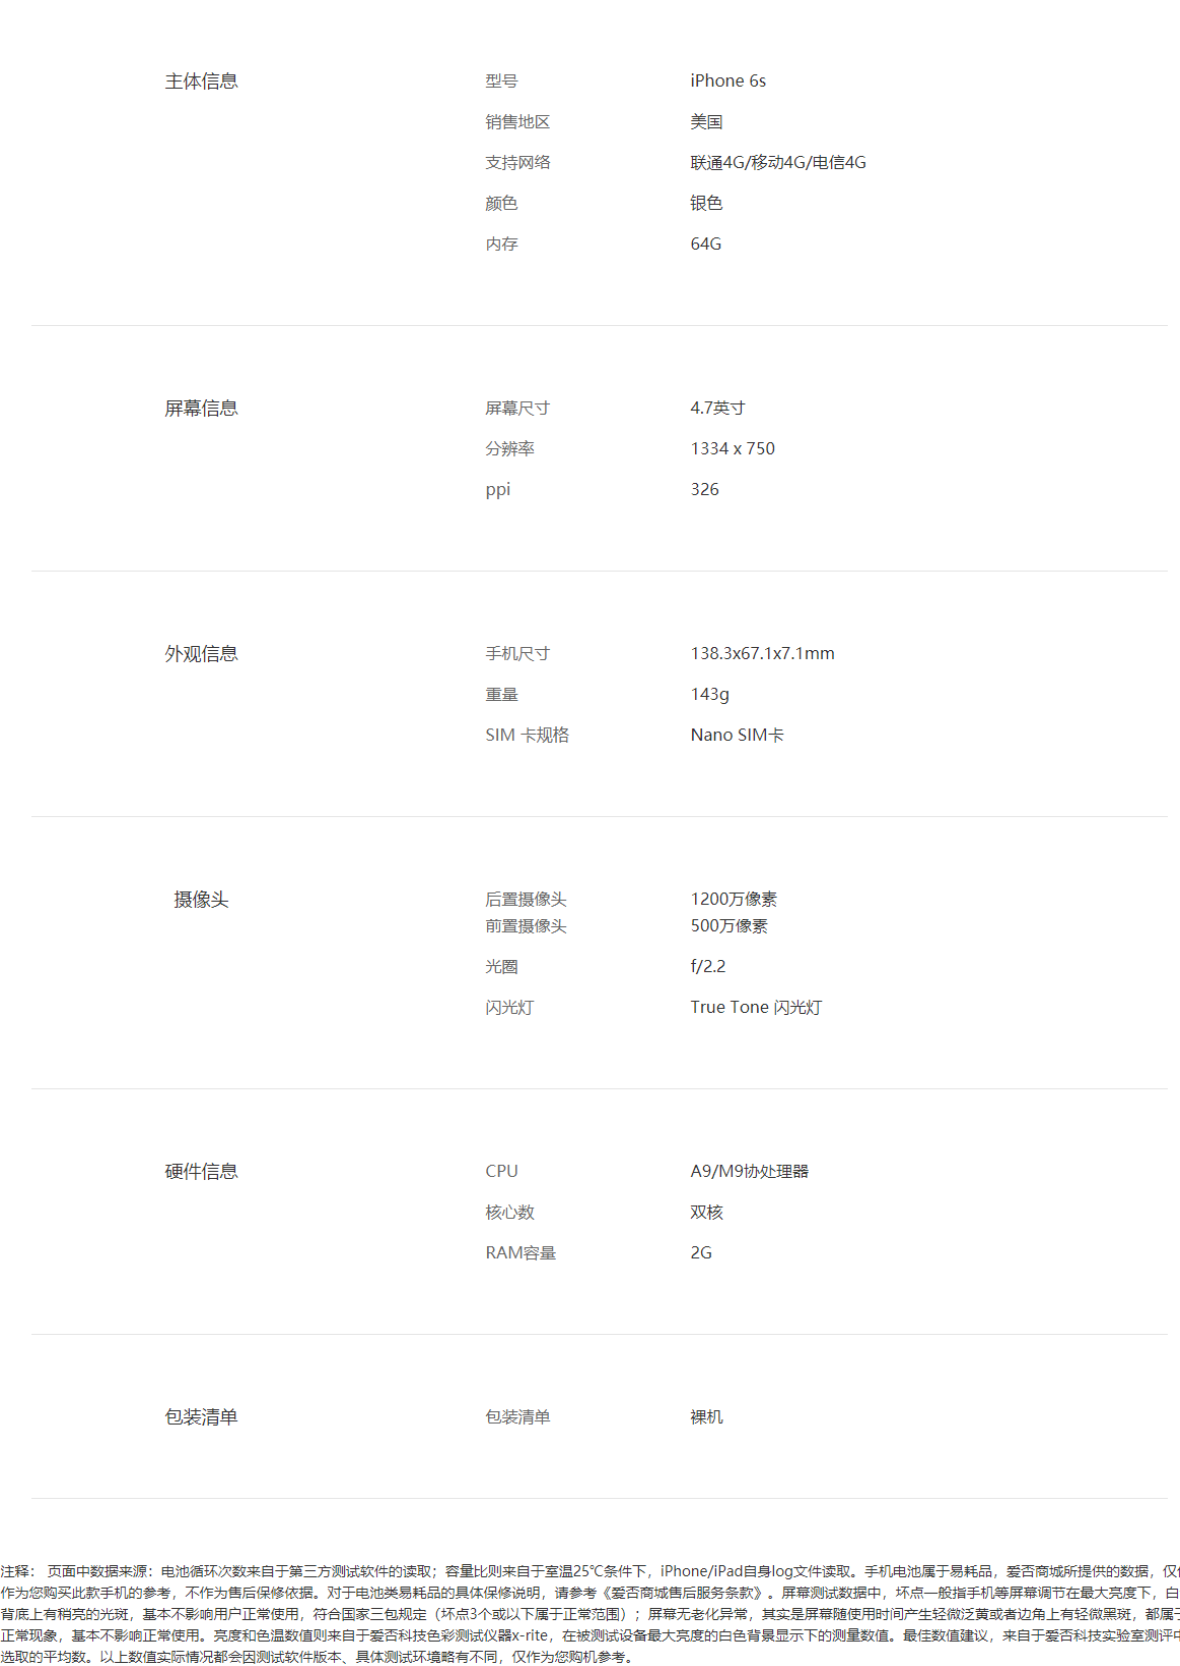 主体信息 型号 iPhone 6s
销售地区 美国
支持网络 联通4G/移动4G/电信4G
颜色 银色
内存 64G
屏幕信息 屏幕尺寸 4.7英寸
分辨率 1334 x 750
ppi 326
外观信息 手机尺寸 138.3x67.1x7.1mm
重量 143g
SIM 卡规格 Nano SIM卡
摄像头 后置摄像头 1200万像素
前置摄像头 500万像素
光圈 f/2.2
闪光灯 True Tone 闪光灯
硬件信息 CPU A9/M9协处理器
核心数 双核
RAM容量 2G
包装清单 包装清单 裸机
注释： 页面中数据来源：电池循环次数来自于第三方测试软件的读取；容量比则来自于室温25℃条件下，iPhone/iPad自身log文件读取。手机电池属于易耗品，爱否商城所提供的数据，仅
作为您购买此款手机的参考，不作为售后保修依据。对于电池类易耗品的具体保修说明，请参考《爱否商城售后服务条款》。屏幕测试数据中，坏点一般指手机等屏幕调节在最大亮度下，白
背底上有稍亮的光斑，基本不影响用户正常使用，符合国家三包规定（坏点3个或以下属于正常范围）；屏幕无老化异常，其实是屏幕随使用时间产生轻微泛黄或者边角上有轻微黑斑，都属
正常现象，基本不影响正常使用。亮度和色温数值则来自于爱否科技色彩测试仪器x-rite，在被测试设备最大亮度的白色背景显示下的测量数值。最佳数值建议，来自于爱否科技实验室测评
选取的平均数。以上数值实际情况都会因测试软件版本、具体测试环境略有不同，仅作为您购机参考。